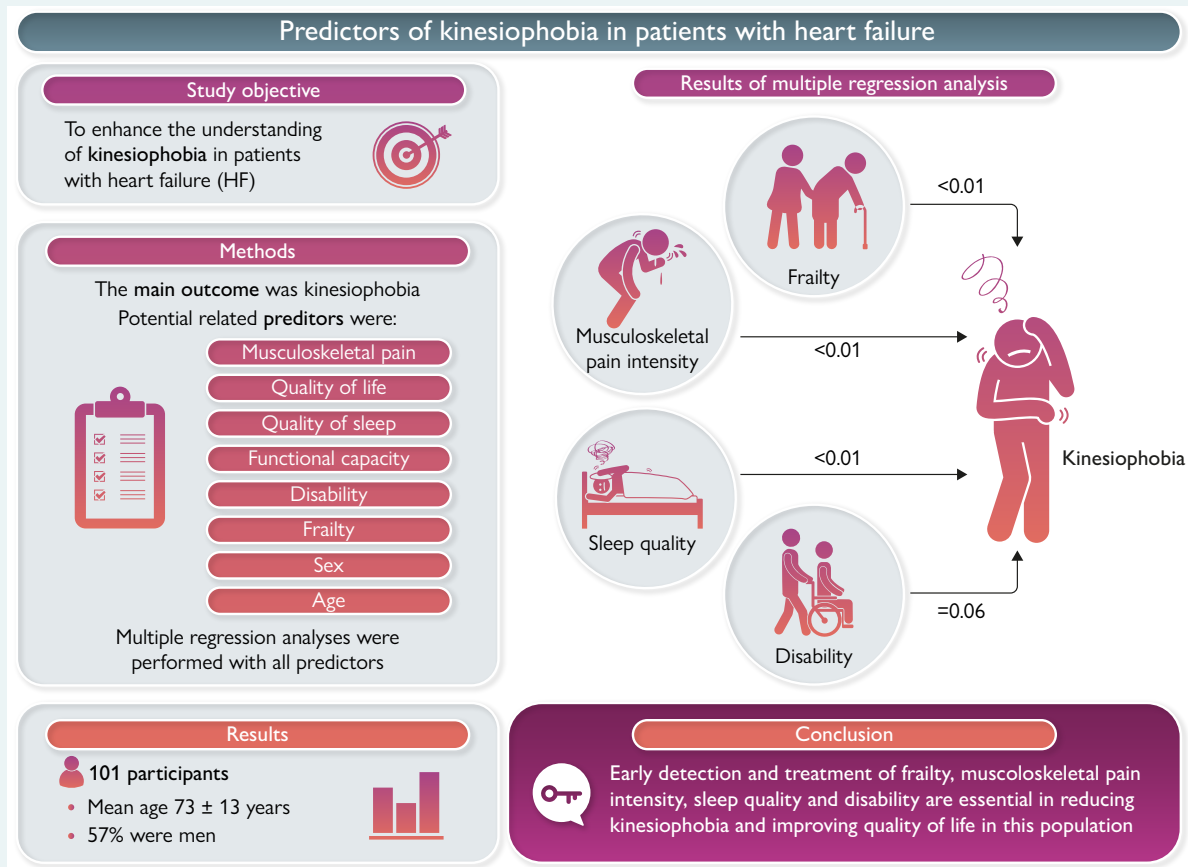 Predictors of kinesiophobia in patients with heart failure
Study objective
To enhance the understanding
of kinesiophobia in patients
with heart failure (HF)
Methods
The main outcome was kinesiophobia
Potential related preditors were:
Musculoskeletal pain
Quality of life
Quality of sleep
Functional capacity
Disability
Frailty
Sex
Age
Multiple regression analyses were
performed with all predictors
Results
101 participants
• Mean age 73 ± 13 years
• 57% were men
Results of multiple regression analysis
Frailty
<0.01
Musculoskeletal
pain intensity
<0.01
Sleep quality
<0.01
Disability
=0.06
Kinesiophobia
Conclusion
Early detection and treatment of frailty, muscoloskeletal pain
intensity, sleep quality and disability are essential in reducing
kinesiophobia and improving quality of life in this population